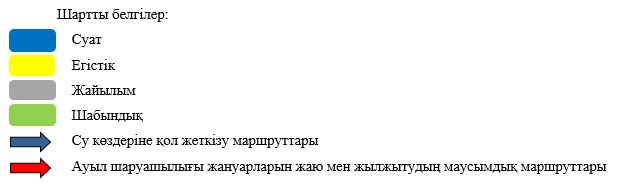 Шартты белгілер:
Суат
Егістік
Жайылым
Шабындық
Су көздеріне қол жеткізу маршруттары
Ауыл шаруашылығы жануарларын жаю мен жылжытудың маусымдық маршруттары